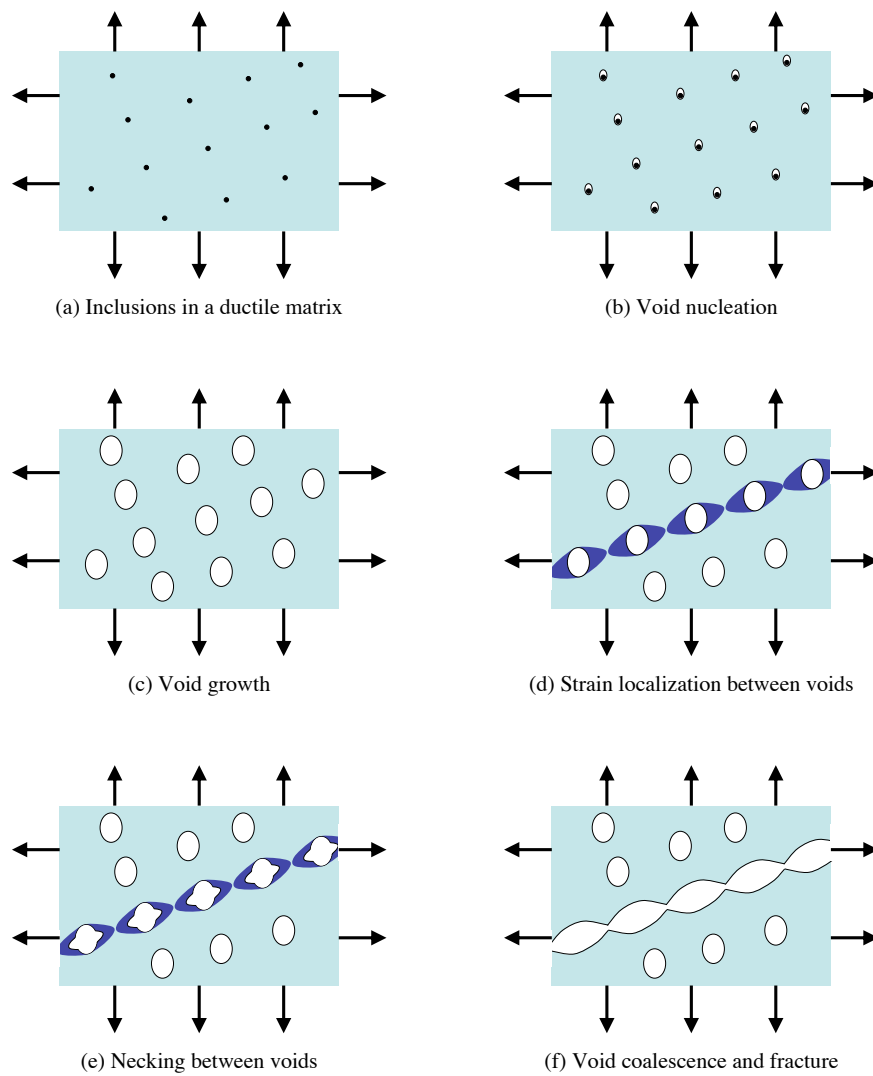 (a) Inclusions in a ductile matrix
(b) Void nucleation
(c) Void growth
(d) Strain localization between voids
(e) Necking between voids
(f) Void coalescence and fracture